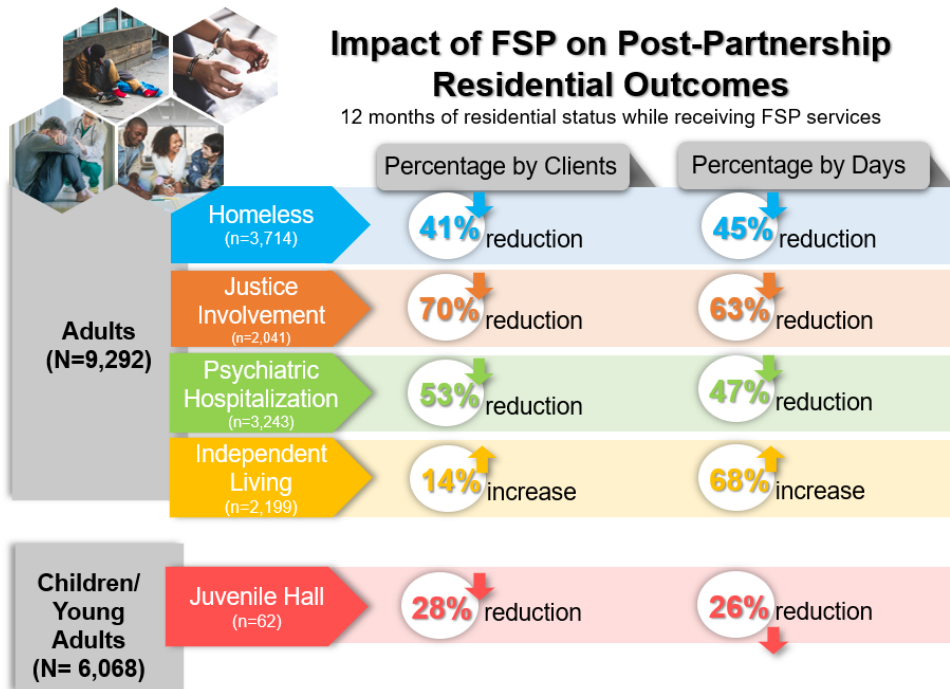 Impact of FSP on Post-Partnership
Residential Outcomes
12 months of residential status while receiving FSP services
Percentage by Clients
Percentage by Days
Adults
(N=9,292)
Homeless
(n=3,714)
41% reduction
45% reduction
Justice
Involvement
(n=2,041)
70% reduction
63% reduction
Psychiatric
Hospitalization
(n=3,243)
53% reduction
47% reduction
Independent
Living
(n=2,199)
14% increase
68% increase
Children/
Young
Adults
(N= 6,068)
Juvenile Hall
(n=62)
28% reduction
26% reduction